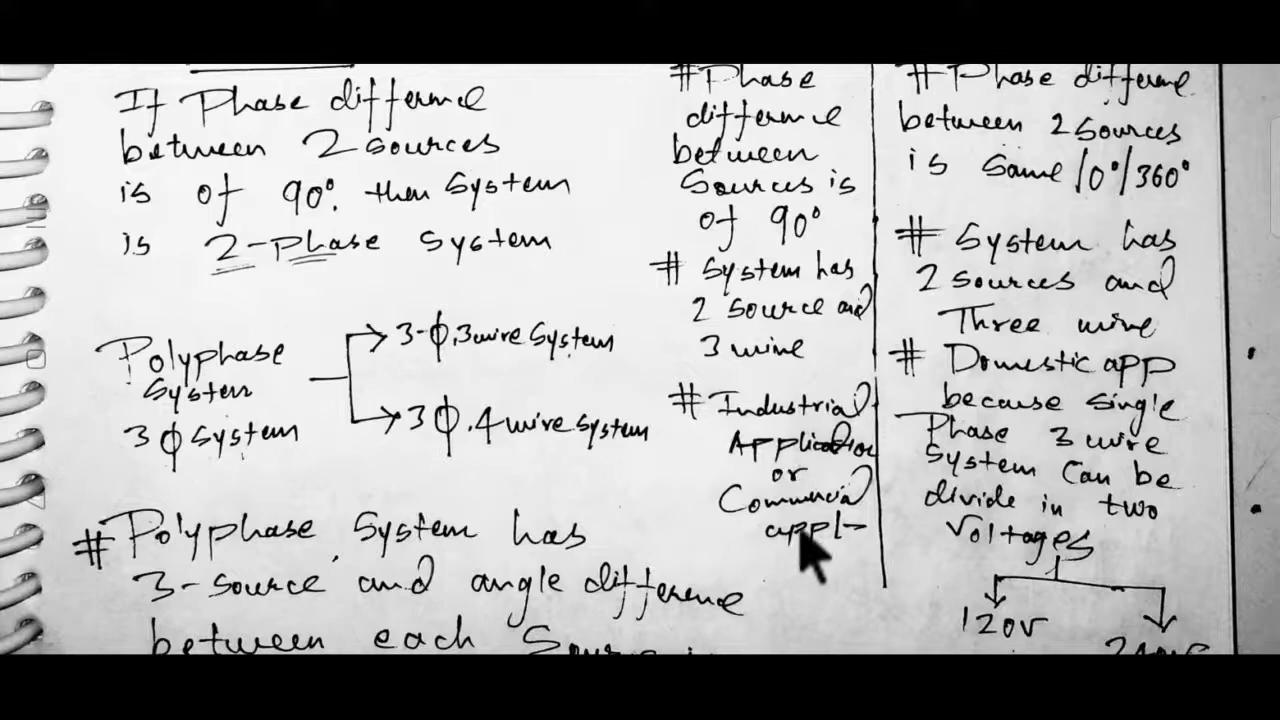 If Phase difference
between 2 sources
is of 90°. then System
is 2-Phase System
Polyphase
System
3 ϕ System
3-ϕ.3wire System
3 ϕ.4 wire System
# Polyphase System has
3-Source and angle difference
between each
# Phase
difference
between
Sources is
of 90°
# System has
2 Source and
3 wire
# Industrial
Application
or
Commercial
appl-
# Phase difference
between 2 Sources
is Same /0°/360°
# System has
2 Sources and
Three wire
# Domestic app
because single
Phase 3 wire
System Can be
divide in two
Voltages
120v